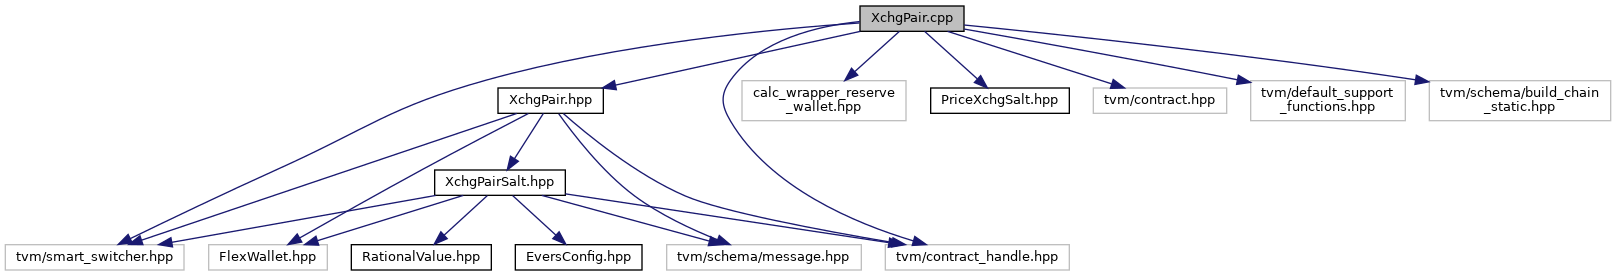 XchgPair.cpp
XchgPair.hpp
calc_wrapper_reserve
_wallet.hpp
PriceXchgSalt.hpp
tvm/contract.hpp
tvm/default_support
_functions.hpp
tvm/schema/build_chain
_static.hpp
XchgPairSalt.hpp
tvm/smart_switcher.hpp
FlexWallet.hpp
RationalValue.hpp
EversConfig.hpp
tvm/schema/message.hpp
tvm/contract_handle.hpp